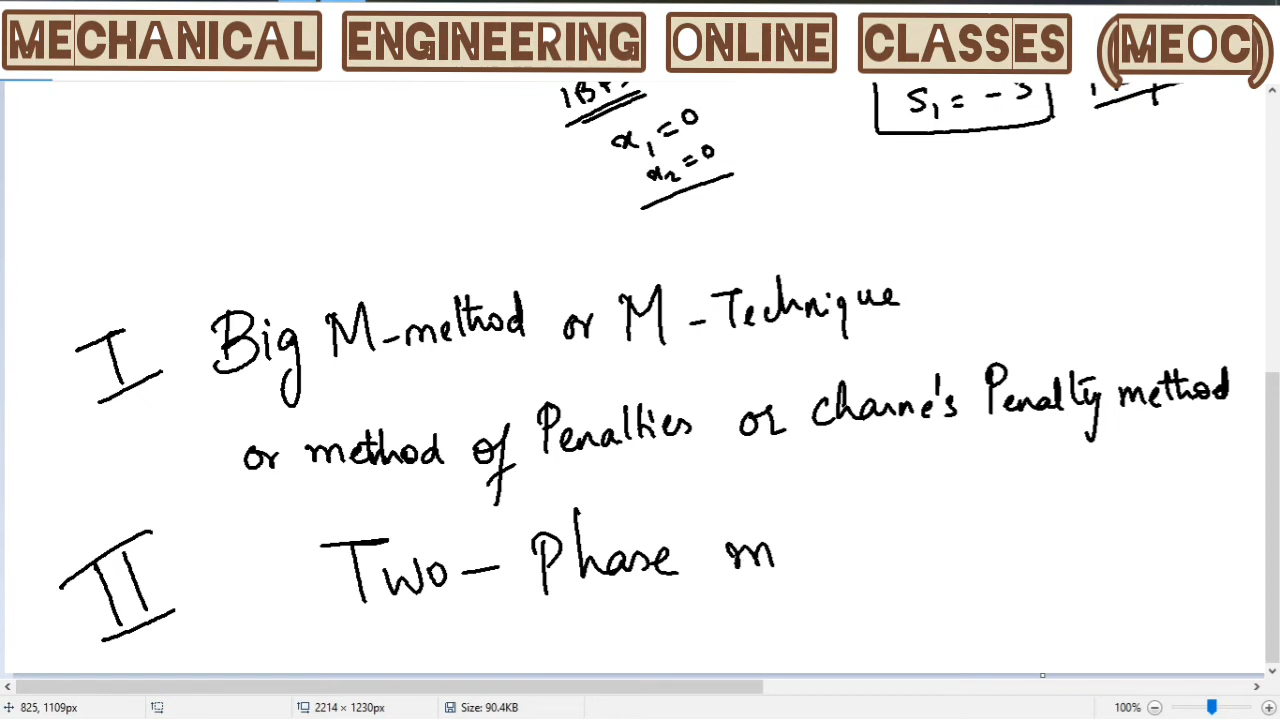 MECHANICAL ENGINEERING ONLINE CLASSES (MEOC)
S₁ = -3
x₁ = 0
x₂ = 0
I Big M-method or M-Technique
or method of Penalties or Charne's Penalty method
II Two-Phase m
825, 1109px 2214 × 1230px Size: 90.4KB 100%